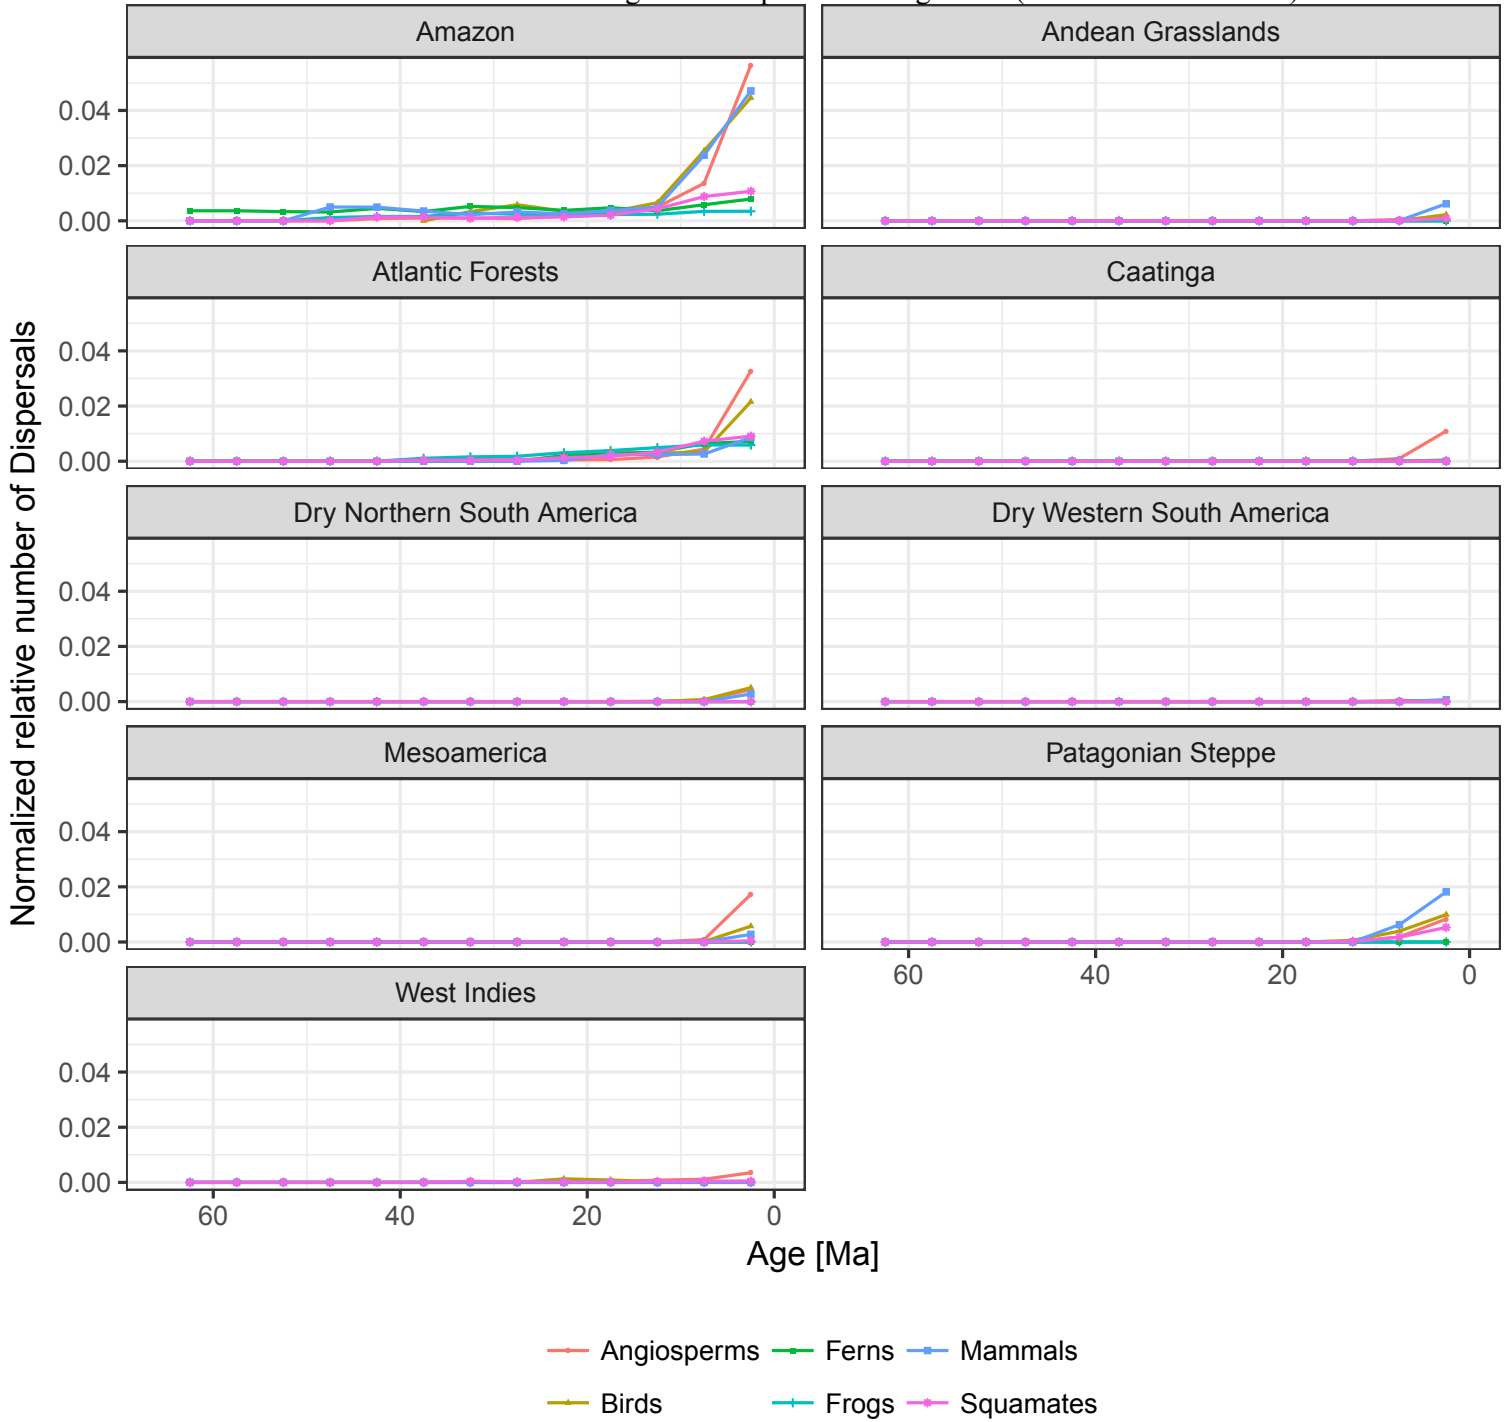 Amazon
Andean Grasslands
0.04
0.02
0.00
Atlantic Forests
Caatinga
0.04
0.02
0.00
Dry Northern South America
Dry Western South America
0.04
0.02
0.00
Mesoamerica
Patagonian Steppe
0.04
0.02
0.00
60 40 20 0
West Indies
0.04
0.02
0.00
60 40 20 0
Normalized relative number of Dispersals
Age [Ma]
Angiosperms Ferns Mammals
Birds Frogs Squamates